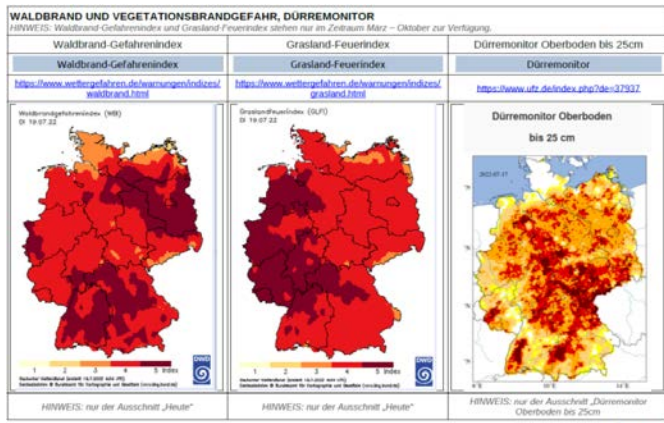 WALDBRAND UND VEGETATIONSBRANDGEFAHR, DÜRREMONITOR
HINWEIS: Waldbrand-Gefahrenindex und Grasland-Feuerindex stehen nur im Zeitraum März – Oktober zur Verfügung.
Waldbrand-Gefahrenindex
Grasland-Feuerindex
Dürremonitor Oberboden bis 25cm
Waldbrand-Gefahrenindex
Grasland-Feuerindex
Dürremonitor
https://www.wettergefahren.de/warnungen/indizes/
waldbrand.html
https://www.wettergefahren.de/warnungen/indizes/
grasland.html
https://www.ufz.de/index.php?de=37937
Waldbrandgefahrenindex (WBI)
DI 19.07.22
GraslandFeuerIndex (GLFI)
DI 19.07.22
Dürremonitor Oberboden
bis 25 cm
2022-07-17
1 2 3 4 5 Index
DWD
1 2 3 4 5 Index
DWD
HINWEIS: nur der Ausschnitt „Heute“
HINWEIS: nur der Ausschnitt „Heute“
HINWEIS: nur der Ausschnitt „Dürremonitor
Oberboden bis 25cm